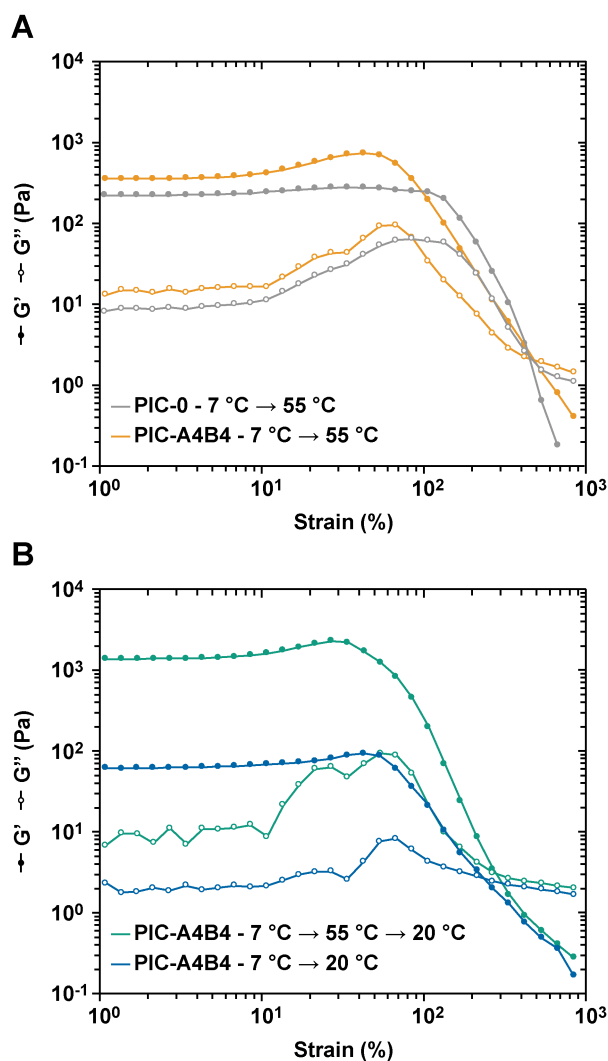 A
10⁴
10³
10²
10¹
10⁰
10⁻¹
G' G” (Pa)
PIC-0 - 7 °C → 55 °C
PIC-A4B4 - 7 °C → 55 °C
10⁰ 10¹ 10² 10³
Strain (%)
B
10⁴
10³
10²
10¹
10⁰
10⁻¹
G' G” (Pa)
PIC-A4B4 - 7 °C → 55 °C → 20 °C
PIC-A4B4 - 7 °C → 20 °C
10⁰ 10¹ 10² 10³
Strain (%)